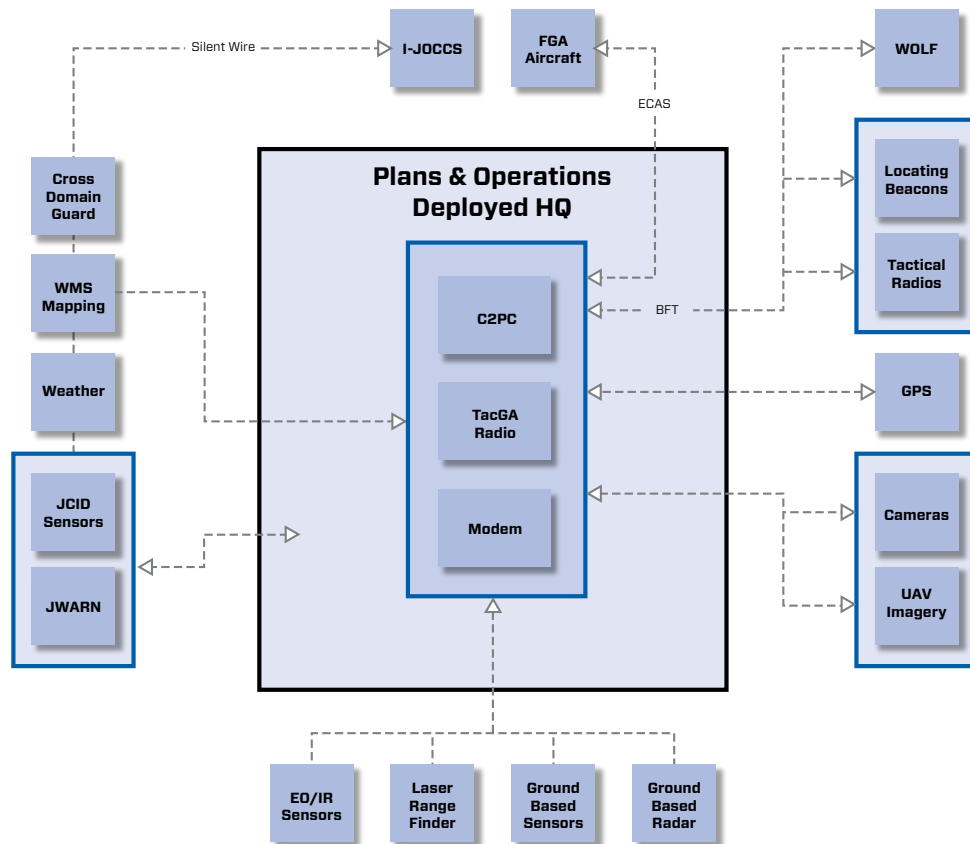 Silent Wire
I-JOCCS
FGA
Aircraft
WOLF
ECAS
Cross
Domain
Guard
Plans & Operations
Deployed HQ
Locating
Beacons
WMS
Mapping
C2PC
BFT
Tactical
Radios
Weather
TacGA
Radio
GPS
JCID
Sensors
Modem
Cameras
JWARN
UAV
Imagery
EO/IR
Sensors
Laser
Range
Finder
Ground
Based
Sensors
Ground
Based
Radar